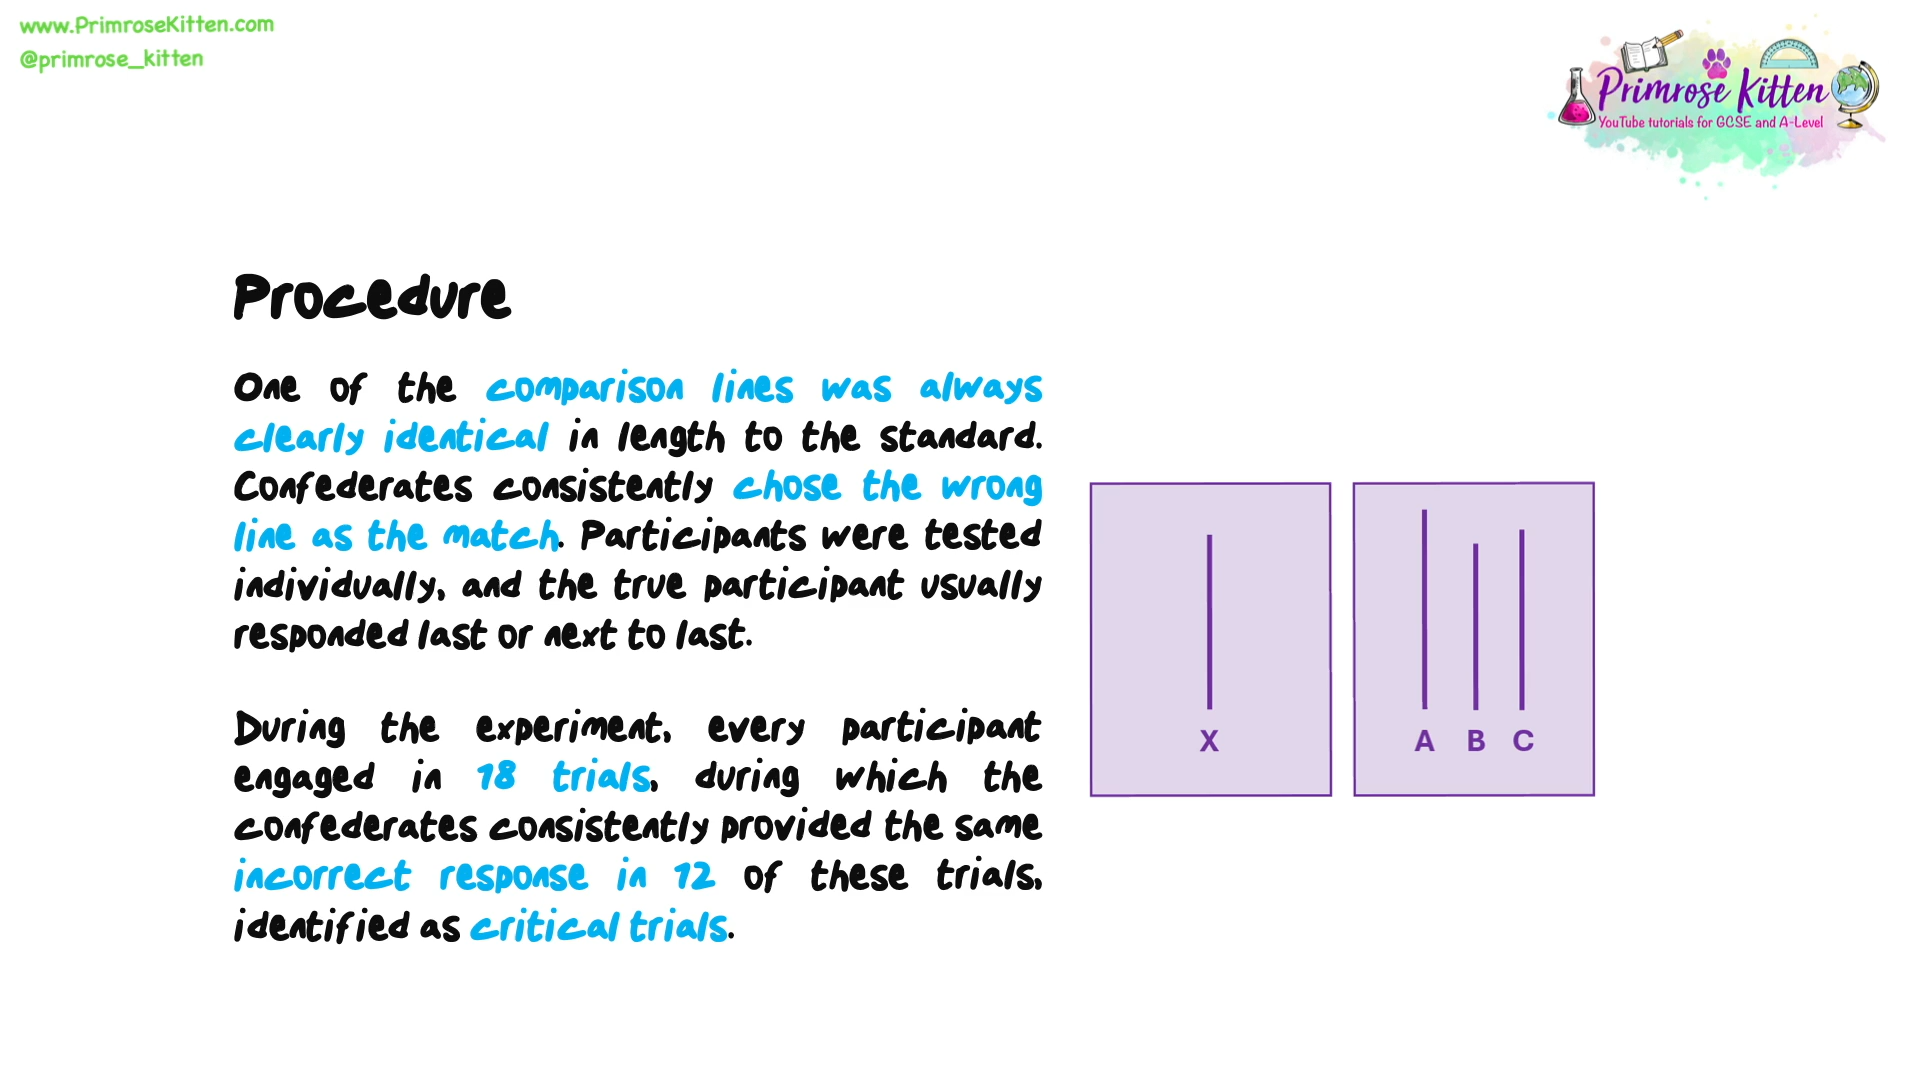 www.PrimroseKitten.com
@primrose_kitten
Primrose Kitten
YouTube tutorials for GCSE and A-Level
Procedure
One of the comparison lines was always
clearly identical in length to the standard.
Confederates consistently chose the wrong
line as the match. Participants were tested
individually, and the true participant usually
responded last or next to last.
During the experiment, every participant
engaged in 18 trials, during which the
confederates consistently provided the same
incorrect response in 12 of these trials,
identified as critical trials.
X
A B C